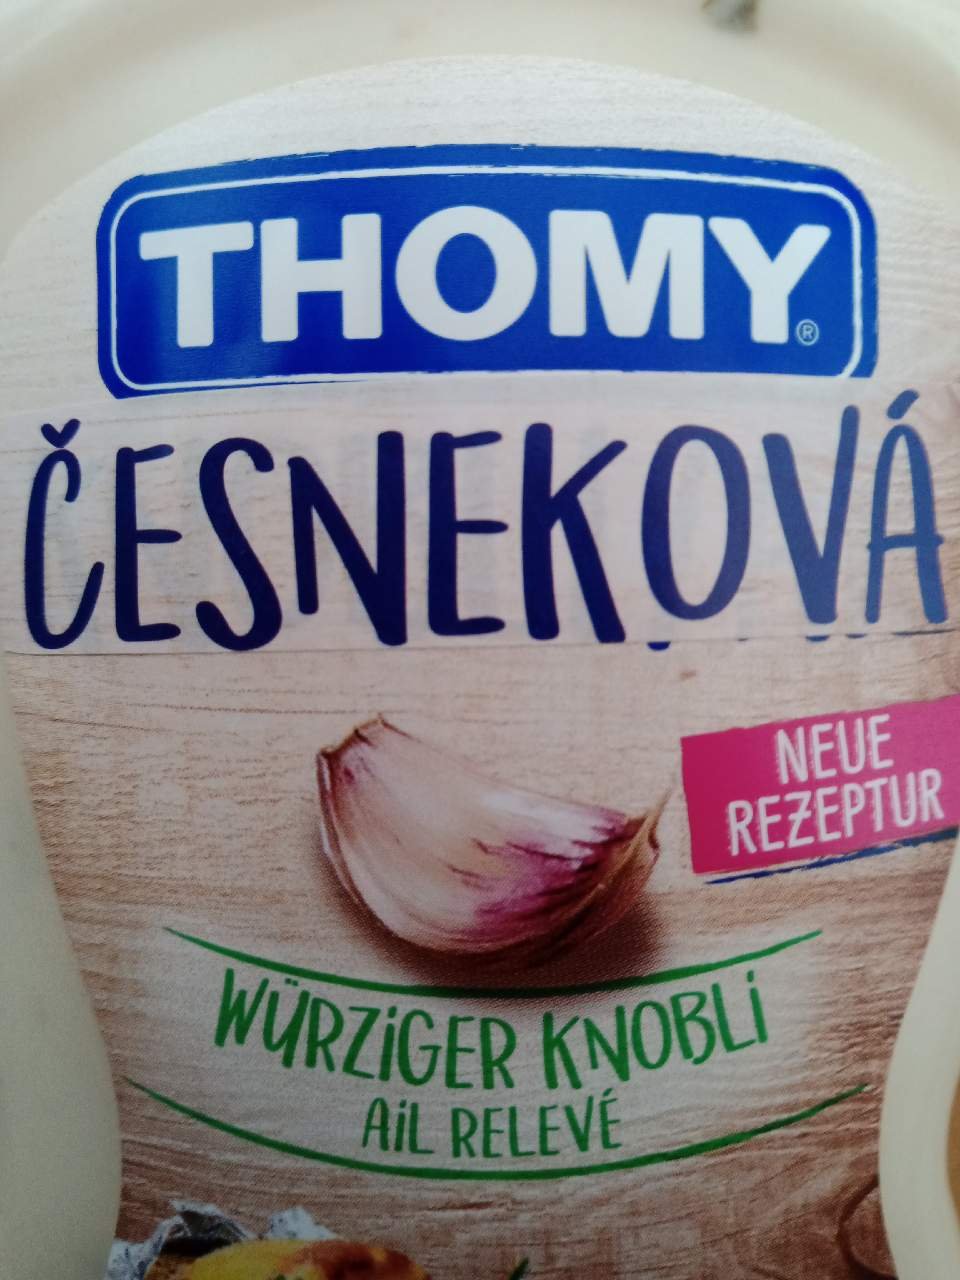 THOMY®
ČESNEKOVÁ
NEUE
REZEPTUR
WÜRZIGER KNOBLI
AIL RELEVÉ